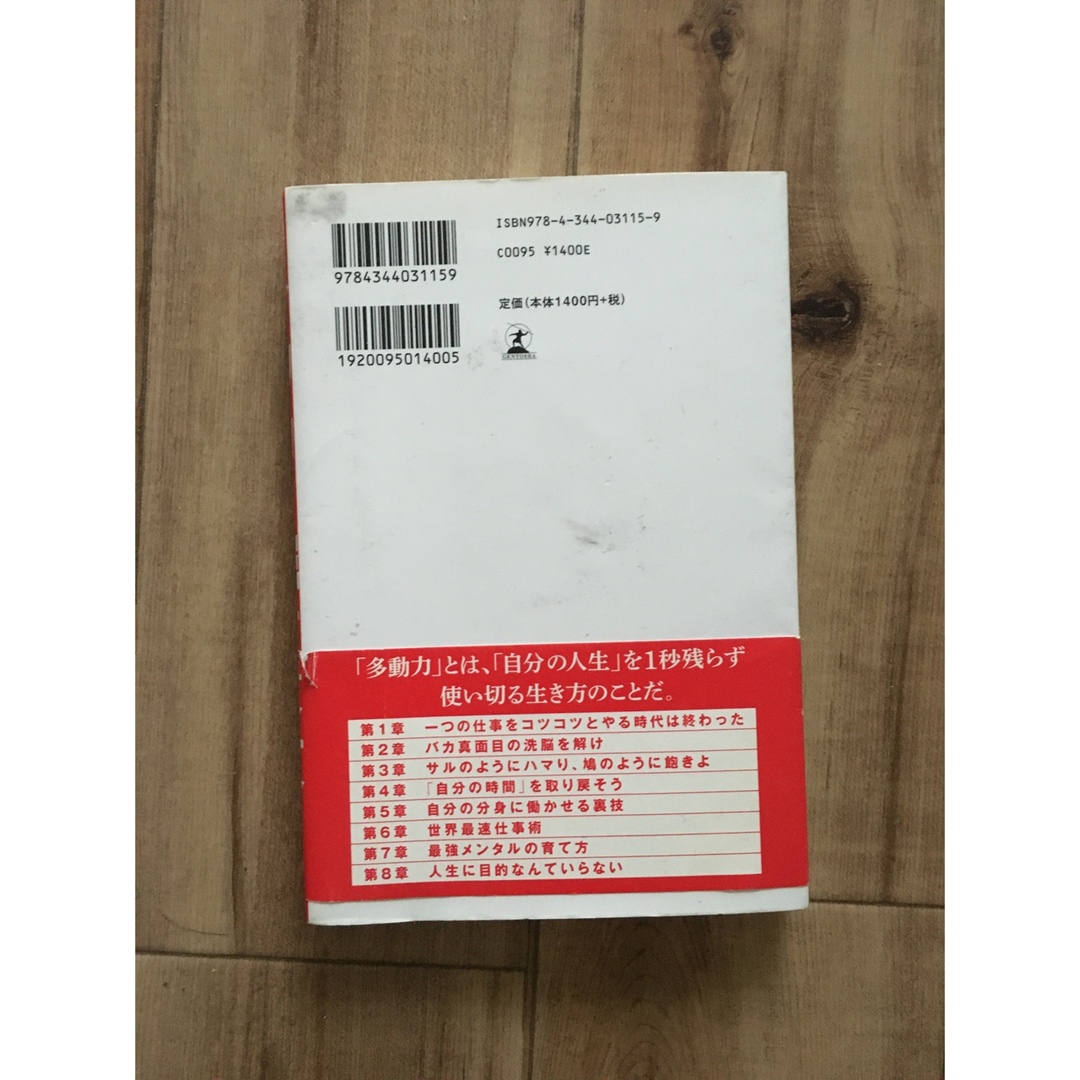 ISBN978-4-344-03115-9
C0095 ¥1400E
9784344031159
定価(本体1400円+税)
1920095014005
GENTOSHA
「多動力」とは、「自分の人生」を1秒残らず
使い切る生き方のことだ。
第1章 一つの仕事をコツコツとやる時代は終わった
第2章 バカ真面目の洗脳を解け
第3章 サルのようにハマり、鳩のように飽きよ
第4章 「自分の時間」を取り戻そう
第5章 自分の分身に働かせる裏技
第6章 世界最速仕事術
第7章 最強メンタルの育て方
第8章 人生に目的なんていらない